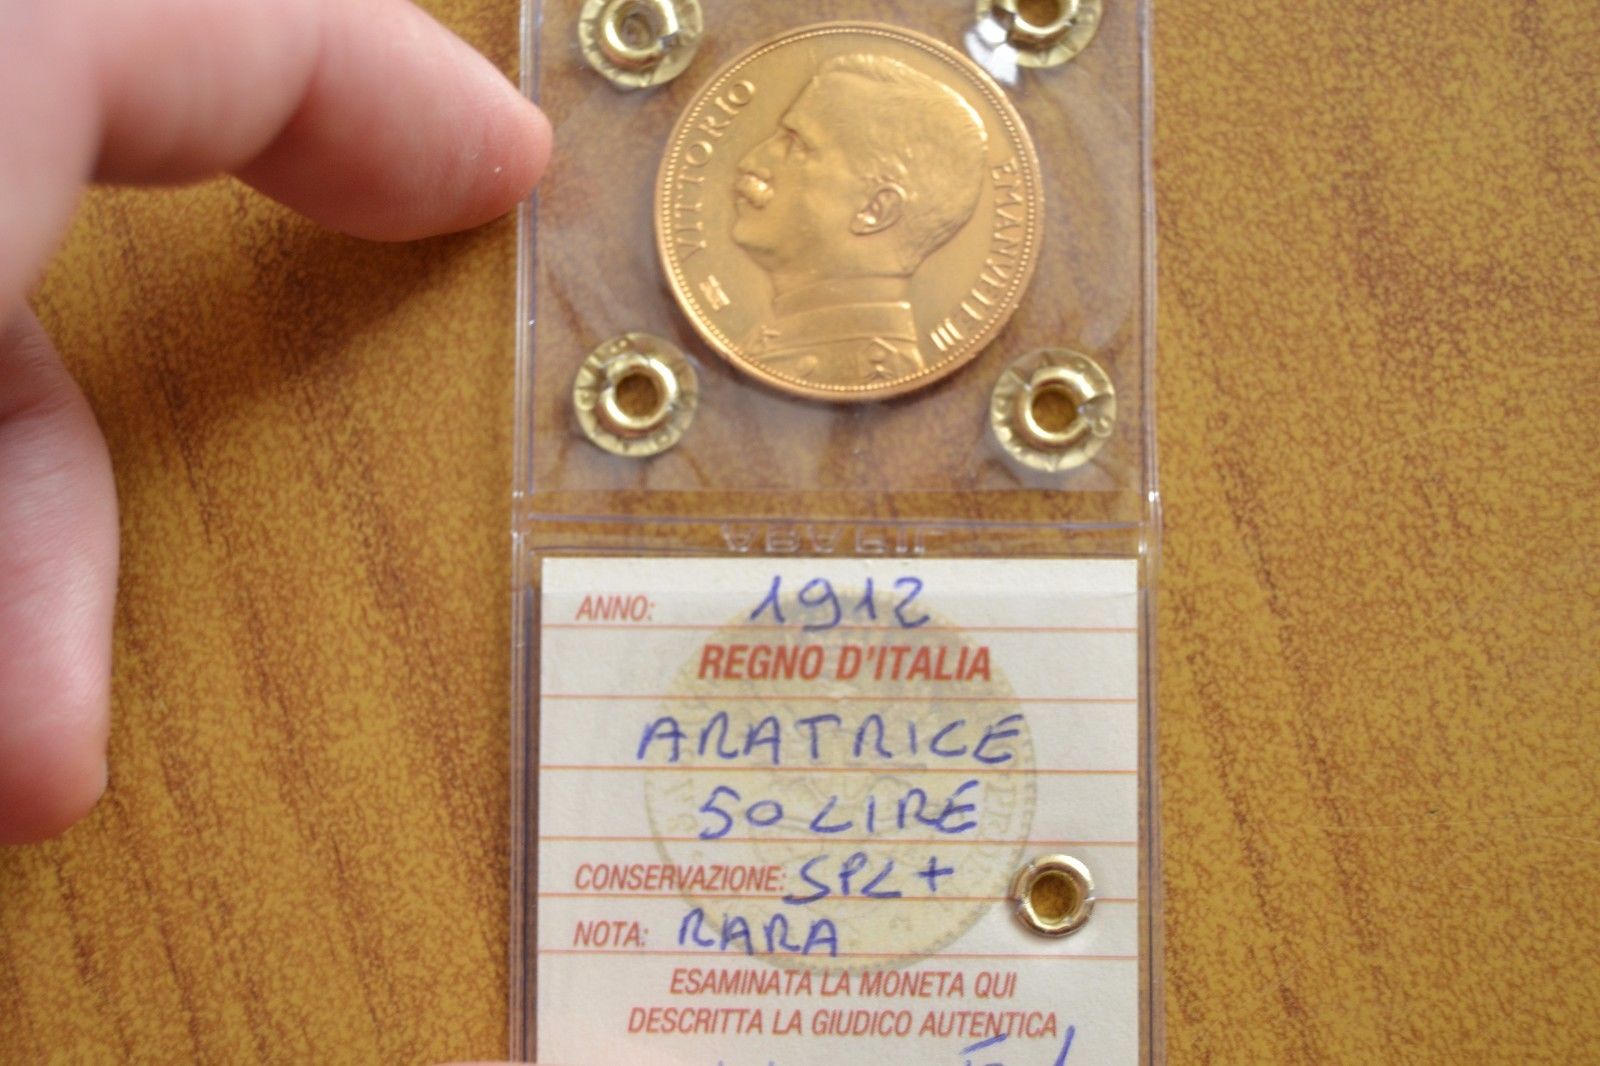 VITTORIO EMANVELE III
ANNO: 1912
REGNO D'ITALIA
ARATRICE
50 LIRE
CONSERVAZIONE: SPL+
NOTA: RARA
ESAMINATA LA MONETA QUI
DESCRITTA LA GIUDICO AUTENTICA